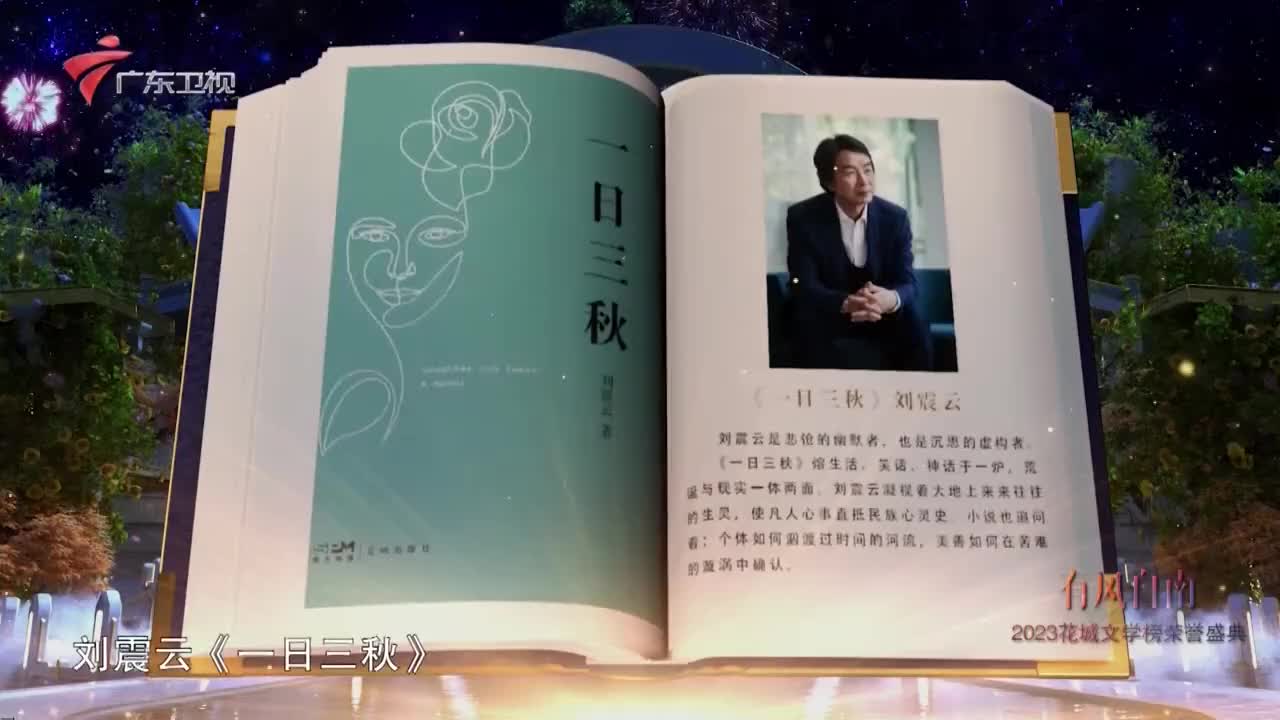 广东卫视
一日三秋
刘震云 著
花城出版社
《一日三秋》刘震云
刘震云是悲怆的幽默者，也是沉思的虚构者。
《一日三秋》熔生活、笑话、神话于一炉，荒
诞与现实一体两面。刘震云凝视着大地上来来往往
的生灵，使凡人心事直抵民族心灵史。小说也追问
着：个体如何泅渡过时间的河流，美善如何在苦难
的漩涡中确认。
有风自南
2023花城文学榜荣誉盛典
刘震云《一日三秋》